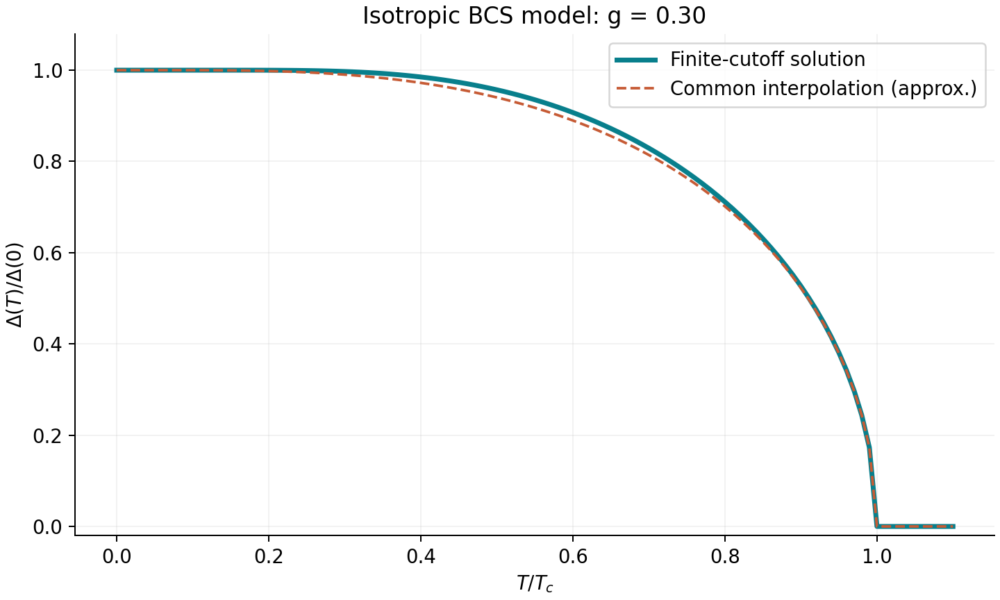 Isotropic BCS model: g = 0.30
Finite-cutoff solution
Common interpolation (approx.)
Δ(T)/Δ(0)
1.0
0.8
0.6
0.4
0.2
0.0
0.0 0.2 0.4 0.6 0.8 1.0
T/T_c